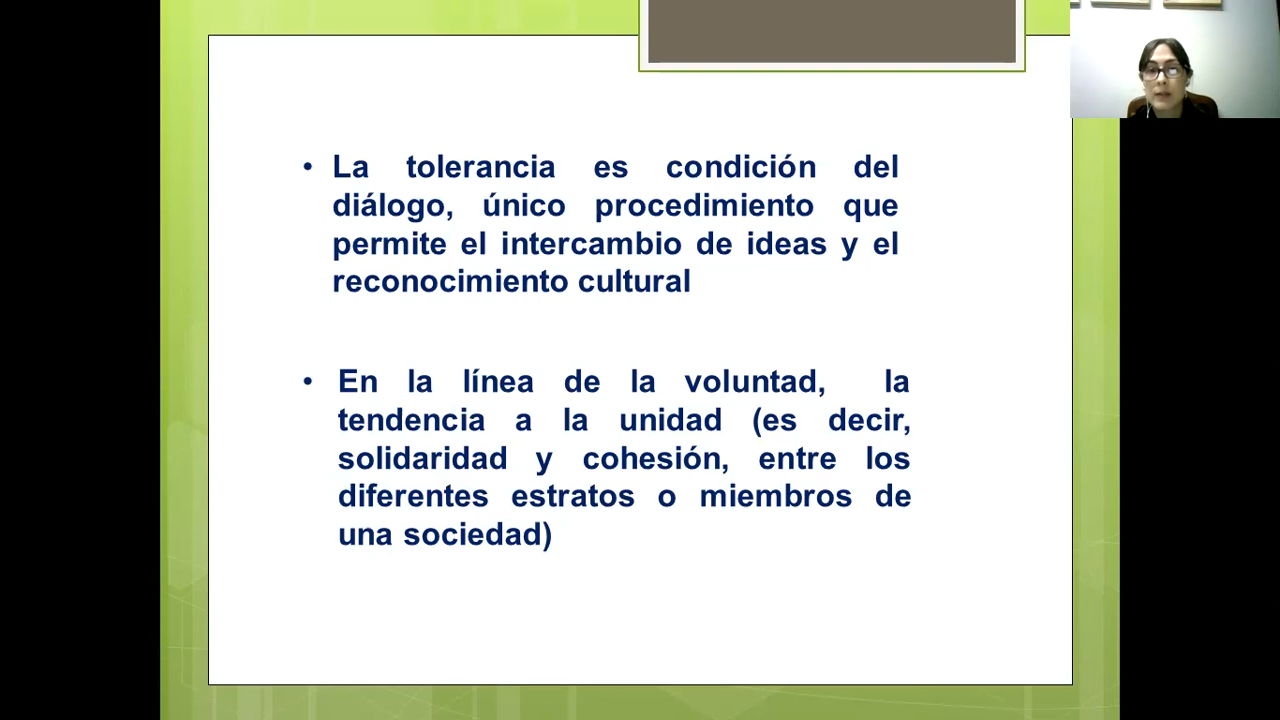 • La tolerancia es condición del
diálogo, único procedimiento que
permite el intercambio de ideas y el
reconocimiento cultural
• En la línea de la voluntad, la
tendencia a la unidad (es decir,
solidaridad y cohesión, entre los
diferentes estratos o miembros de
una sociedad)